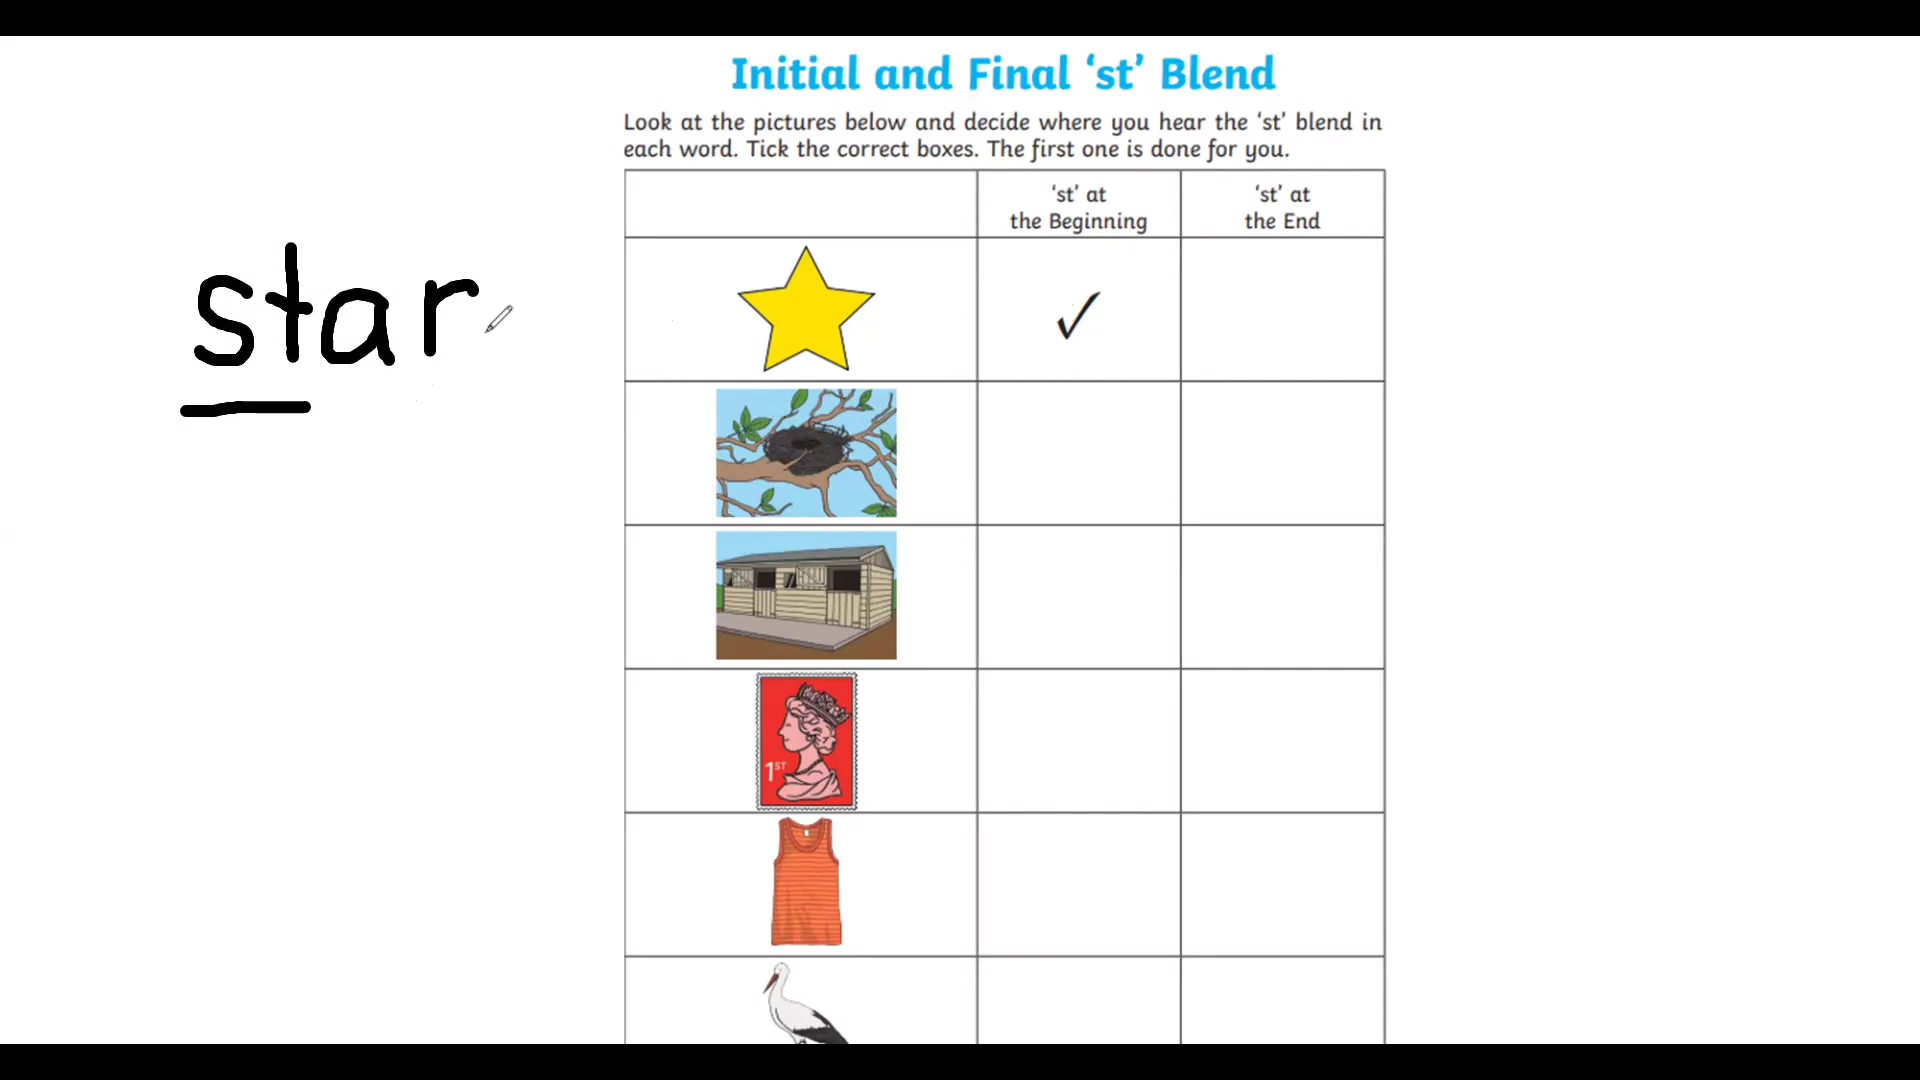 Initial and Final ‘st’ Blend
Look at the pictures below and decide where you hear the ‘st’ blend in
each word. Tick the correct boxes. The first one is done for you.
‘st’ at
the Beginning
‘st’ at
the End
star
1ST